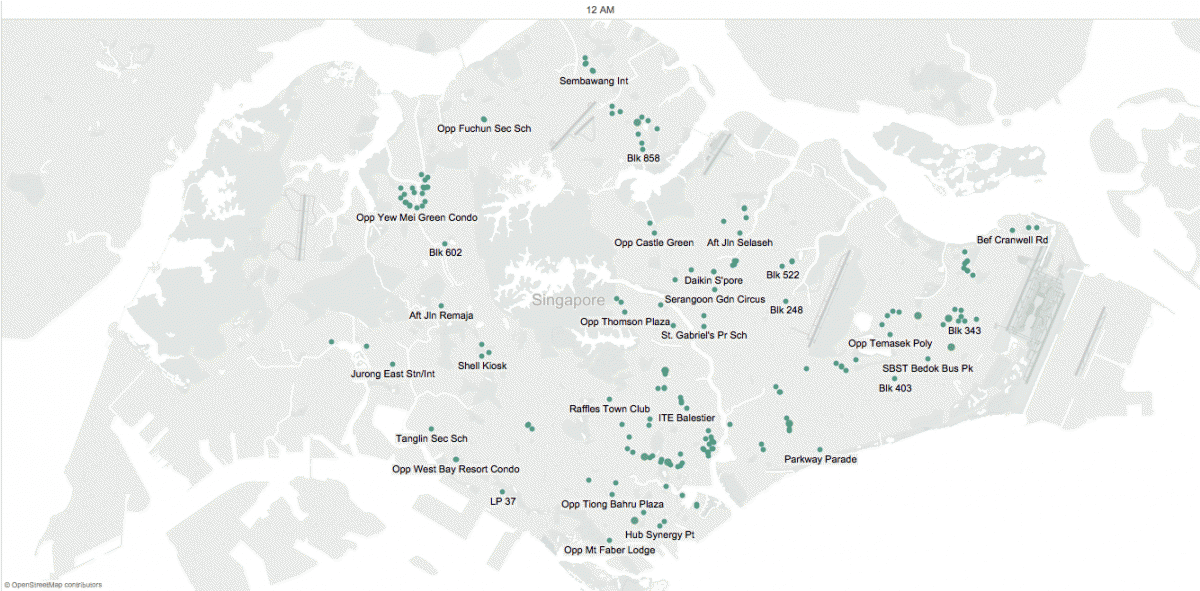 12 AM
Sembawang Int
Opp Fuchun Sec Sch
Blk 858
Opp Yew Mei Green Condo
Opp Castle Green
Aft Jln Selaseh
Bef Cranwell Rd
Blk 602
Blk 522
Daikin S'pore
Singapore
Serangoon Gdn Circus
Blk 248
Aft Jln Remaja
Opp Thomson Plaza
Blk 343
St. Gabriel's Pr Sch
Opp Temasek Poly
Shell Kiosk
SBST Bedok Bus Pk
Jurong East Stn/Int
Blk 403
Raffles Town Club
ITE Balestier
Tanglin Sec Sch
Parkway Parade
Opp West Bay Resort Condo
LP 37
Opp Tiong Bahru Plaza
Hub Synergy Pt
Opp Mt Faber Lodge
© OpenStreetMap contributors